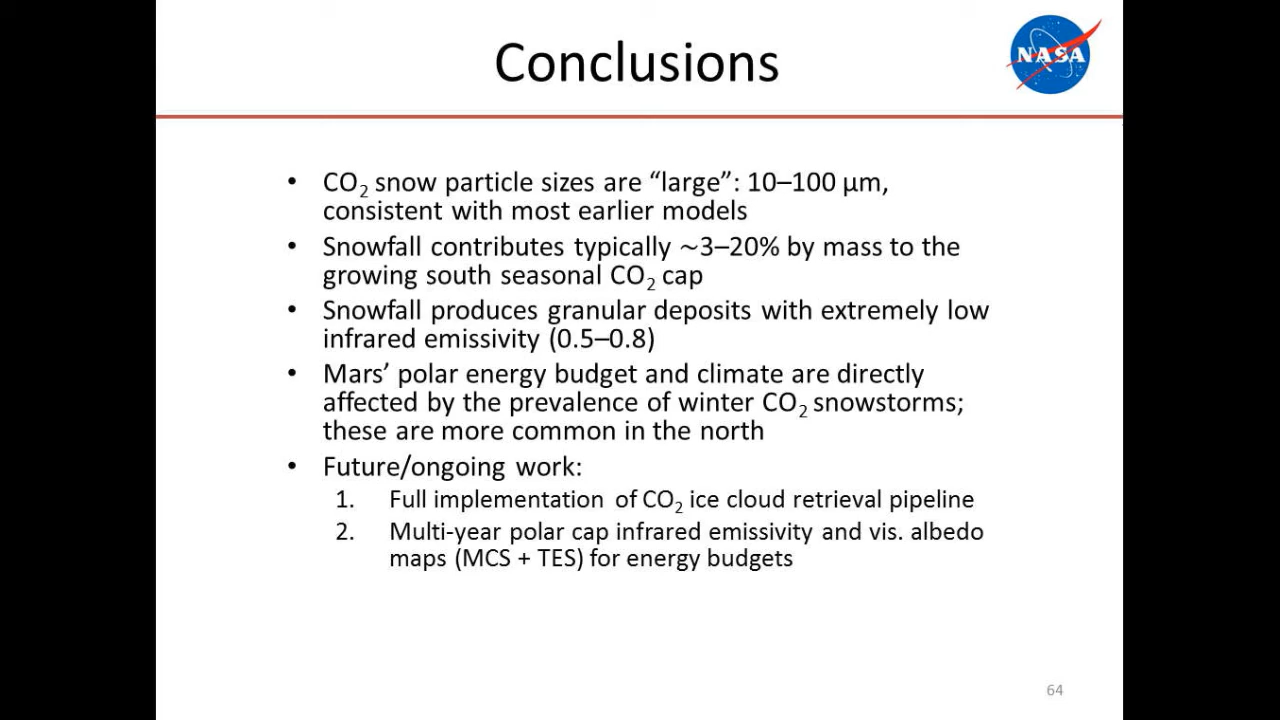 Conclusions
NASA
• CO₂ snow particle sizes are “large”: 10–100 µm,
consistent with most earlier models
• Snowfall contributes typically ~3–20% by mass to the
growing south seasonal CO₂ cap
• Snowfall produces granular deposits with extremely low
infrared emissivity (0.5–0.8)
• Mars’ polar energy budget and climate are directly
affected by the prevalence of winter CO₂ snowstorms;
these are more common in the north
• Future/ongoing work:
1. Full implementation of CO₂ ice cloud retrieval pipeline
2. Multi-year polar cap infrared emissivity and vis. albedo
maps (MCS + TES) for energy budgets
64